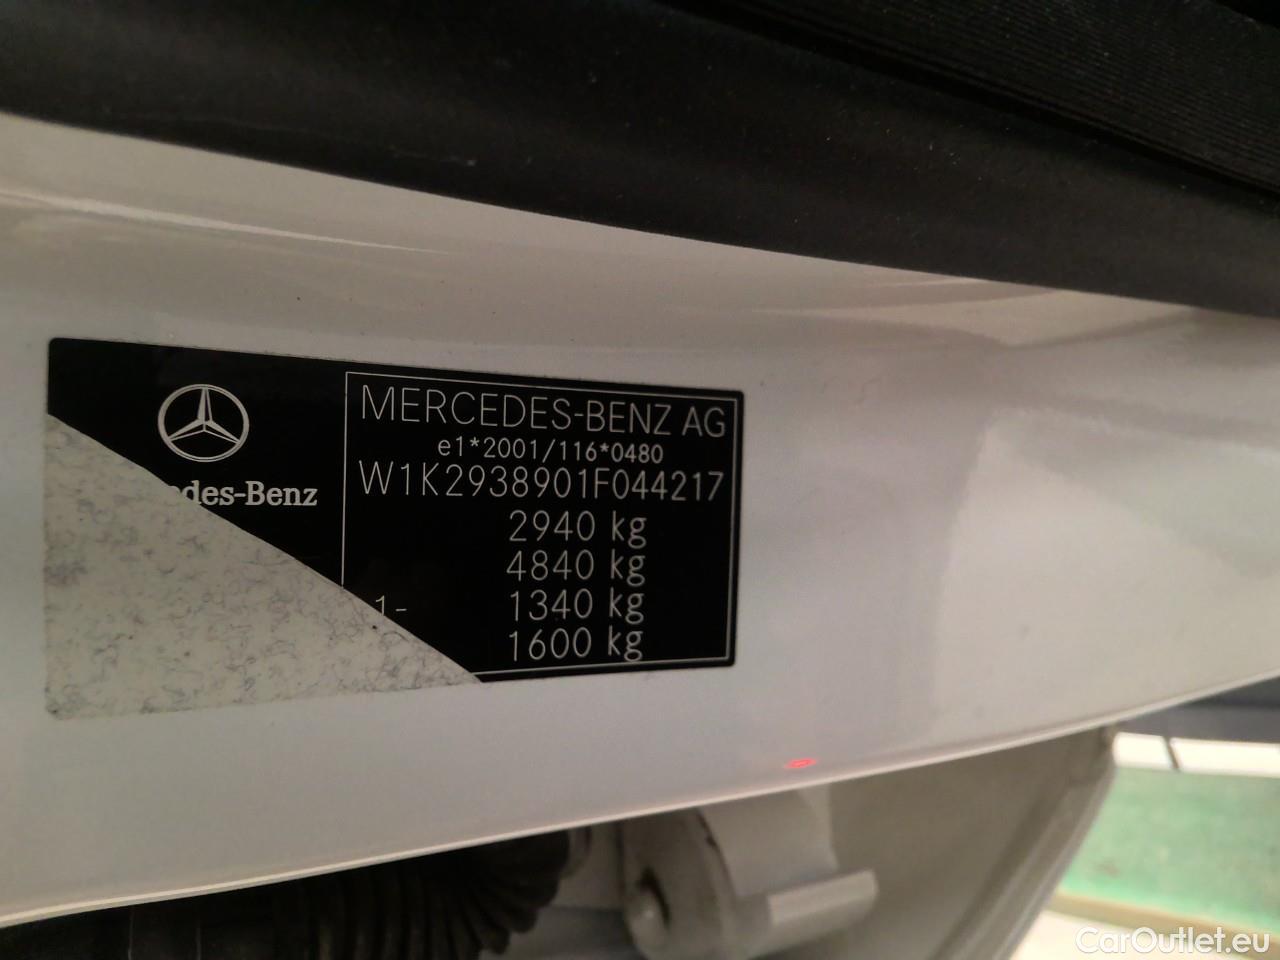 MERCEDES-BENZ AG
e1*2001/116*0480
W1K2938901F044217
2940 kg
4840 kg
1- 1340 kg
1600 kg
des-Benz
CarOutlet.eu